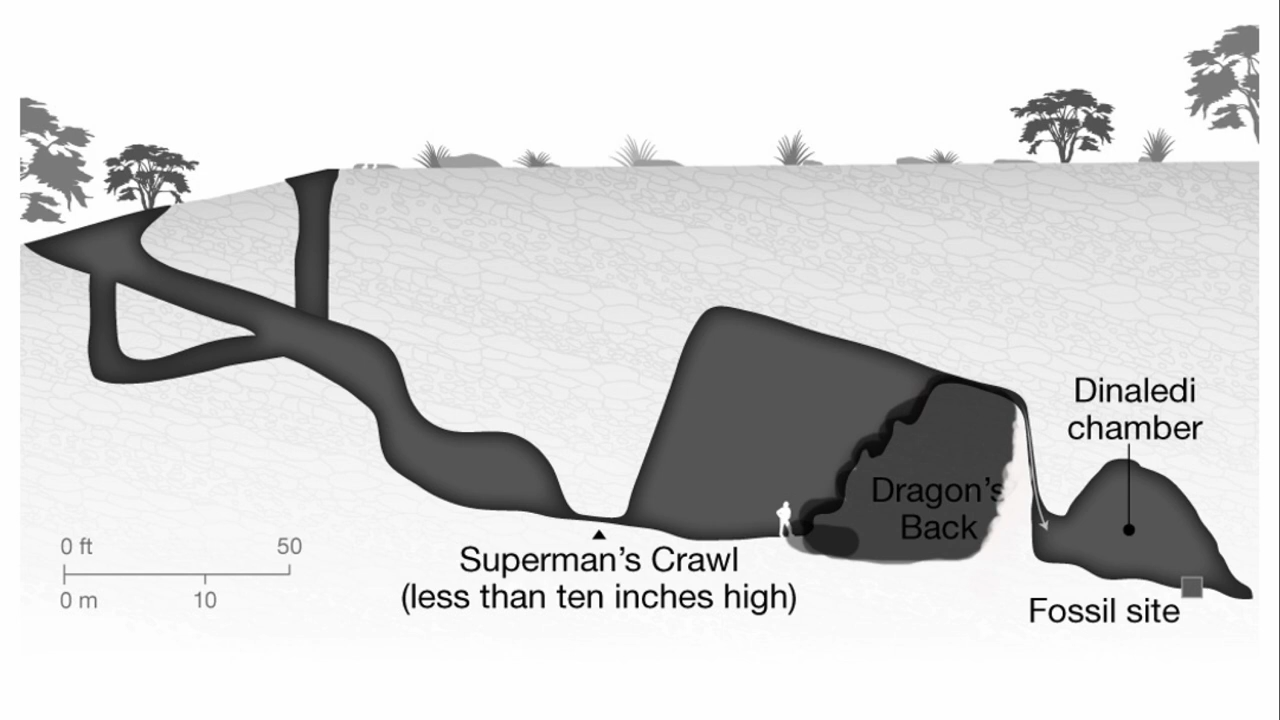 Dinaledi
chamber
Dragon's
Back
0 ft 50
0 m 10
Superman's Crawl
(less than ten inches high)
Fossil site